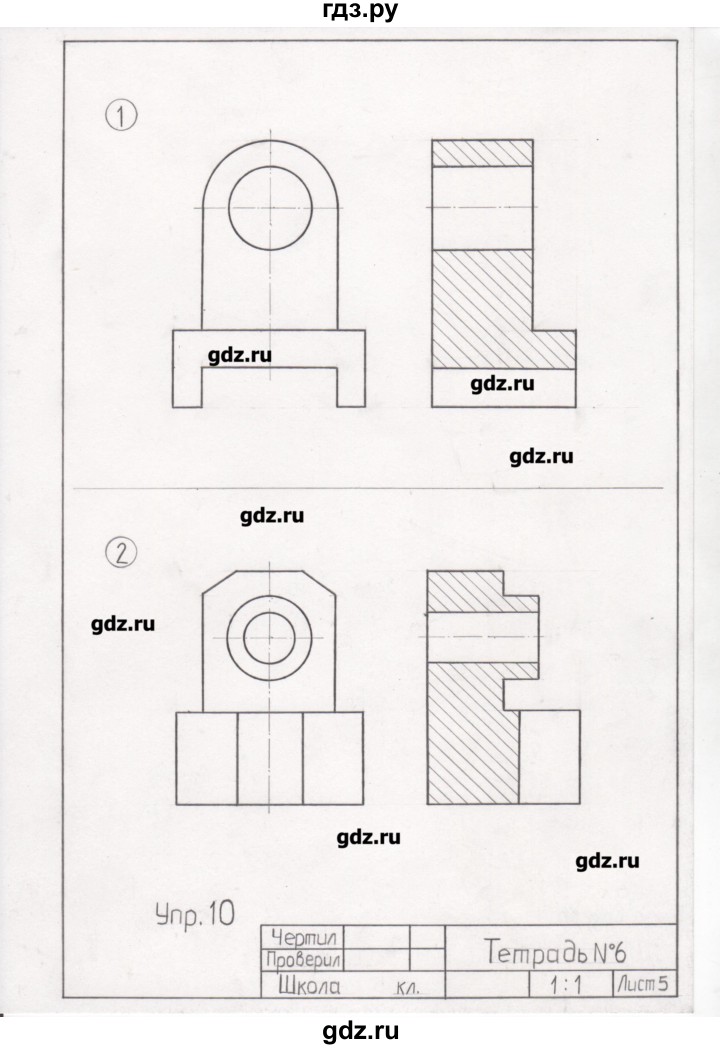 гдз.ру
1
gdz.ru
gdz.ru
gdz.ru
gdz.ru
2
gdz.ru
gdz.ru
gdz.ru
Упр. 10
Чертил
Проверил
Школа кл.
Тетрадь №6
1:1 Лист 5
gdz.ru